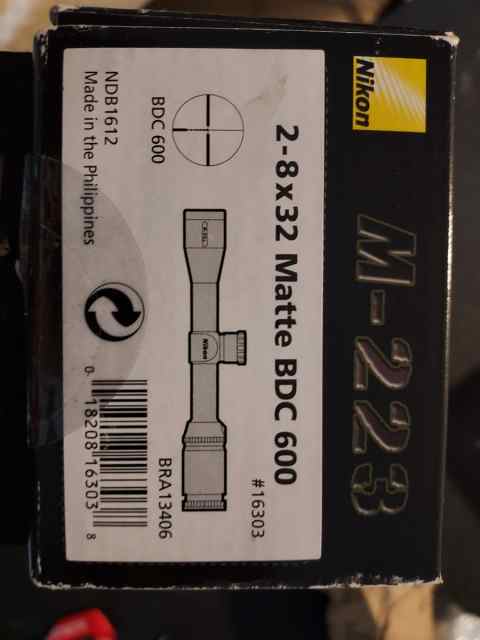 Nikon
M-223
2-8x32 Matte BDC 600
#16303
Nikon
BDC 600
BRA13406
NDB1612
Made in the Philippines
0 18208 16303 8